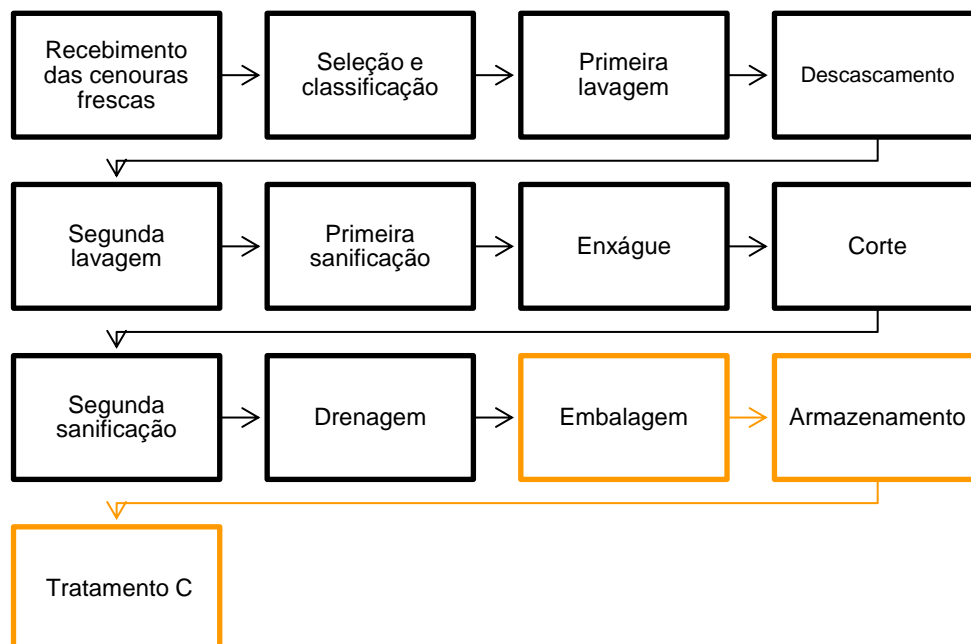 Recebimento
das cenouras
frescas
Seleção e
classificação
Primeira
lavagem
Descascamento
Segunda
lavagem
Primeira
sanificação
Enxágue
Corte
Segunda
sanificação
Drenagem
Embalagem
Armazenamento
Tratamento C